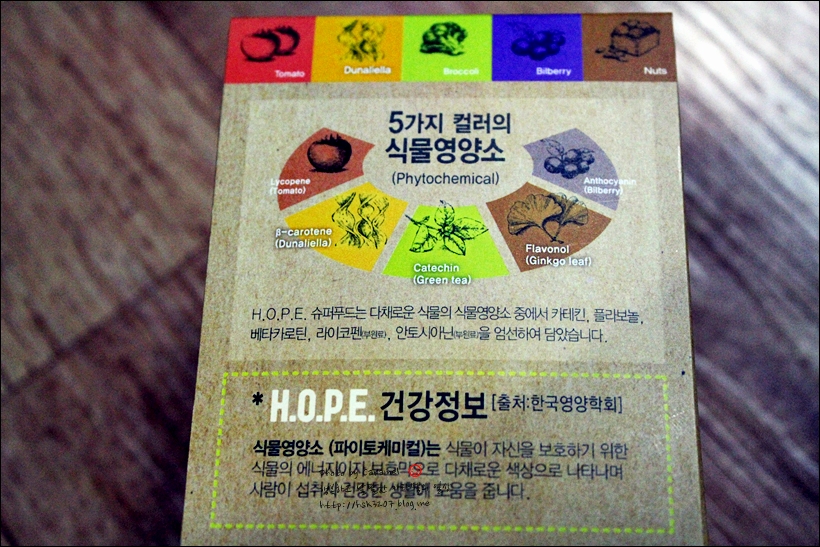 Tomato
Dunaliella
Broccoli
Bilberry
Nuts
5가지 컬러의
식물영양소
(Phytochemical)
Lycopene
(Tomato)
β-carotene
(Dunaliella)
Catechin
(Green tea)
Flavonol
(Ginkgo leaf)
Anthocyanin
(Bilberry)
H.O.P.E. 슈퍼푸드는 다채로운 식물의 식물영양소 중에서 카테킨, 플라보놀,
베타카로틴, 라이코펜(부원료), 안토시아닌(부원료)을 엄선하여 담았습니다.
* H.O.P.E. 건강정보 [출처:한국영양학회]
식물영양소 (파이토케미컬)는 식물이 자신을 보호하기 위한
식물의 에너지이자 보호막으로 다채로운 색상으로 나타나며
사람이 섭취시 건강한 생활에 도움을 줍니다.
http://hsh3207.blog.me